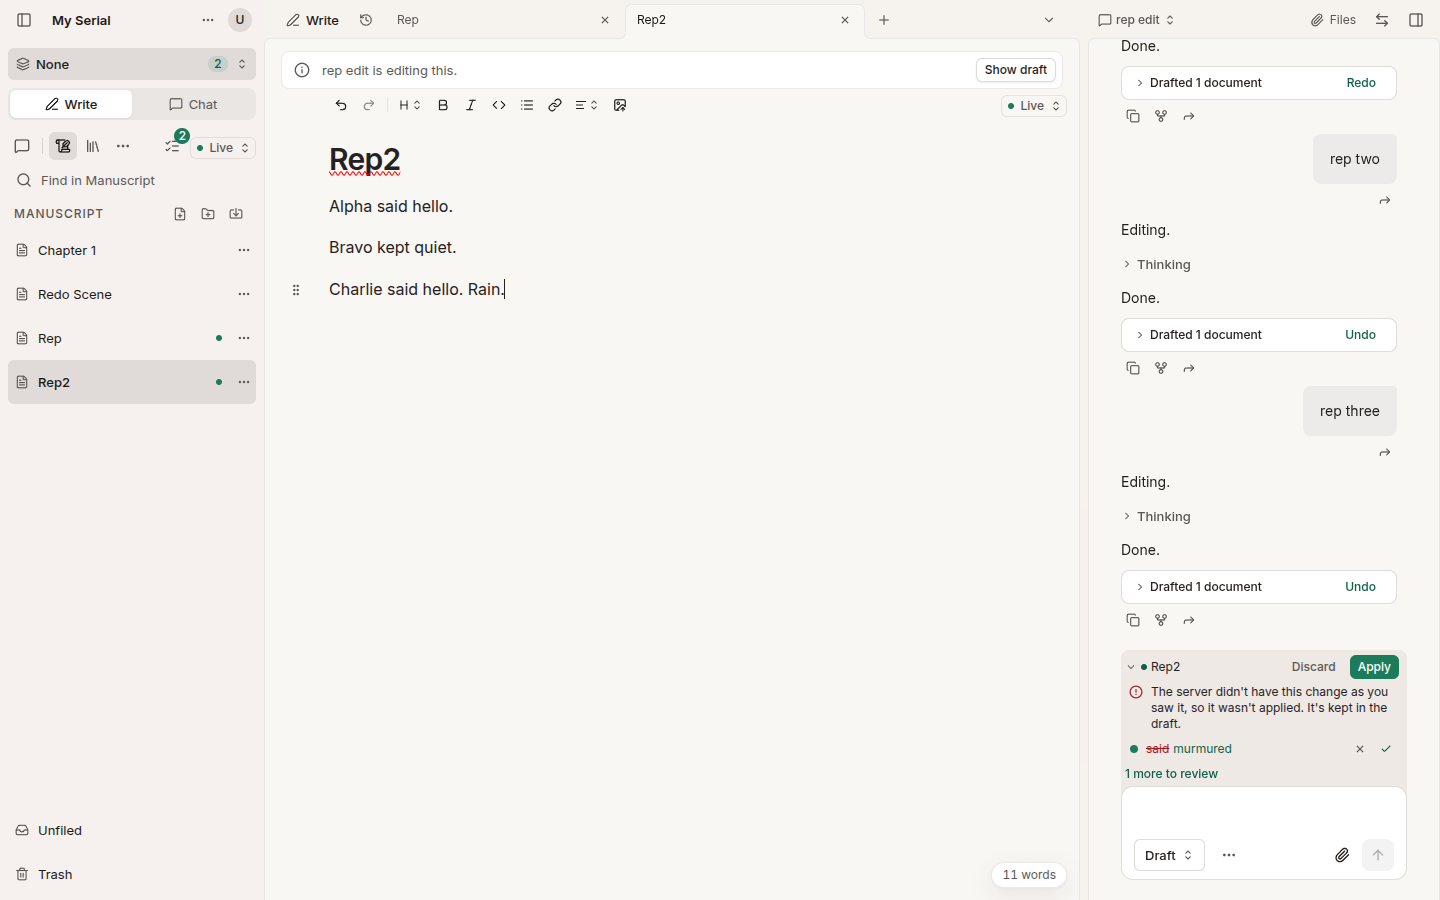 My Serial
U
None
2
Write
Chat
2
Live
Find in Manuscript
MANUSCRIPT
Chapter 1
Redo Scene
Rep
Rep2
Unfiled
Trash
Write
Rep
Rep2
rep edit is editing this.
Show draft
H
B
I
Live
Rep2
Alpha said hello.
Bravo kept quiet.
Charlie said hello. Rain.
11 words
rep edit
Files
Done.
Drafted 1 document
Redo
rep two
Editing.
Thinking
Done.
Drafted 1 document
Undo
rep three
Editing.
Thinking
Done.
Drafted 1 document
Undo
Rep2
Discard
Apply
The server didn't have this change as you
saw it, so it wasn't applied. It's kept in the
draft.
said murmured
1 more to review
Draft